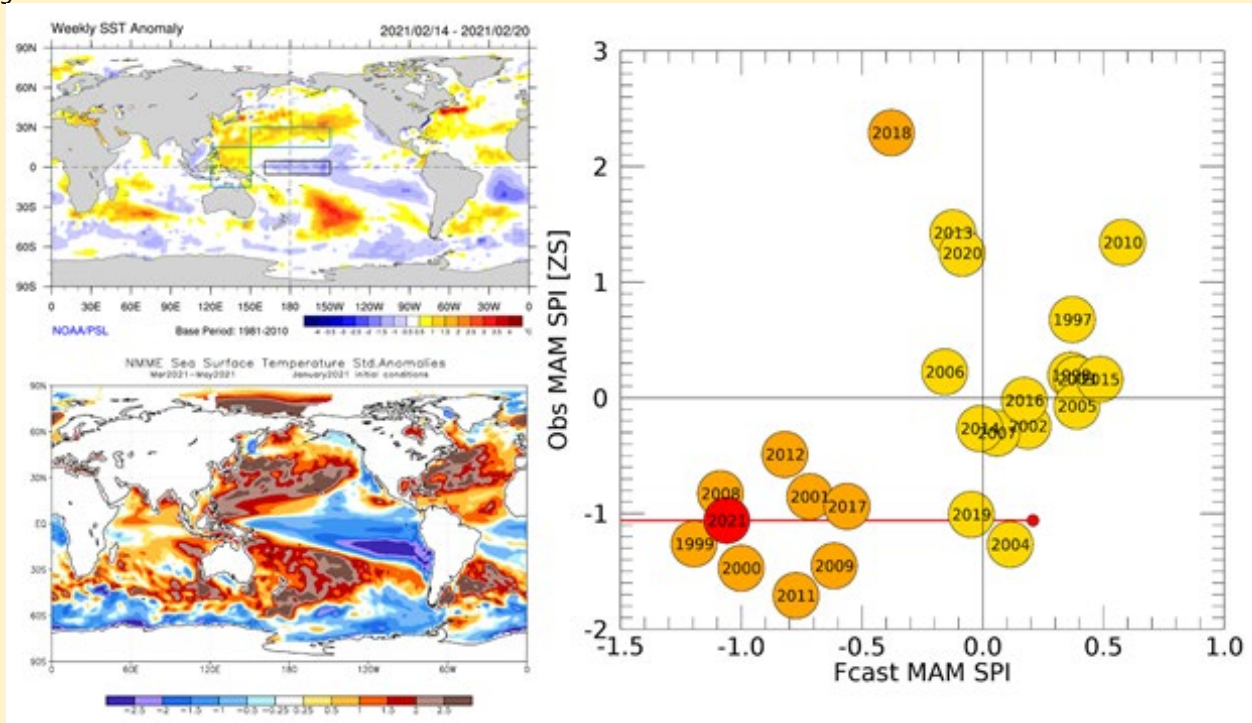 Weekly SST Anomaly 2021/02/14 - 2021/02/20
90N
60N
30N
0
30S
60S
90S
0 30E 60E 90E 120E 150E 180 150W 120W 90W 60W 30W 0
NOAA/PSL Base Period: 1981-2010
NMME Sea Surface Temperature Std.Anomalies
Mar2021-May2021 January2021 initial conditions
90N
60N
30N
EQ
30S
60S
90S
0 60E 120E 180 120W 60W 0
-2.5 -2 -1.5 -1 -0.5 -0.25 0.25 0.5 1 1.5 2 2.5
Obs MAM SPI [ZS]
3
2
1
0
-1
-2
2018
2013
2020
2010
1997
2006
1998
2015
2016
2005
2014
2007
2002
2012
2008
2001
2017
2021
2019
1999
2000
2009
2004
2011
-1.5 -1.0 -0.5 0.0 0.5 1.0
Fcast MAM SPI